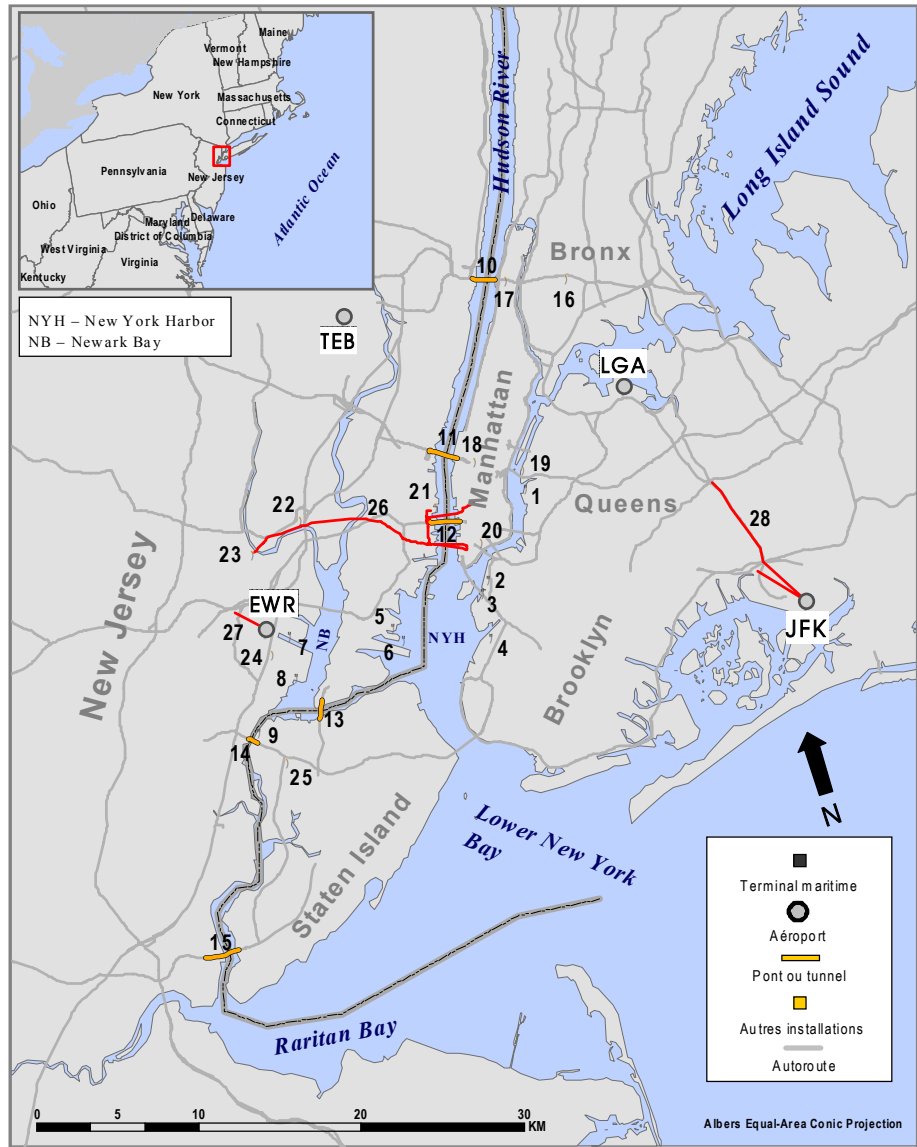 Maine
Vermont
New Hampshire
New York
Massachusetts
Connecticut
Pennsylvania
New Jersey
Ohio
Maryland
Delaware
District of Columbia
West Virginia
Virginia
Kentucky
Atlantic Ocean
NYH – New York Harbor
NB – Newark Bay
Hudson River
Long Island Sound
Bronx
10
17
16
TEB
LGA
Manhattan
11
18
19
21
1
Queens
22
26
12
20
28
23
2
3
New Jersey
EWR
JFK
5
NYH
4
27
7
NB
6
24
8
Brooklyn
13
9
14
25
Staten Island
Lower New York
Bay
N
15
Raritan Bay
Terminal maritime
Aéroport
Pont ou tunnel
Autres installations
Autoroute
0 5 10 20 30
KM
Albers Equal-Area Conic Projection